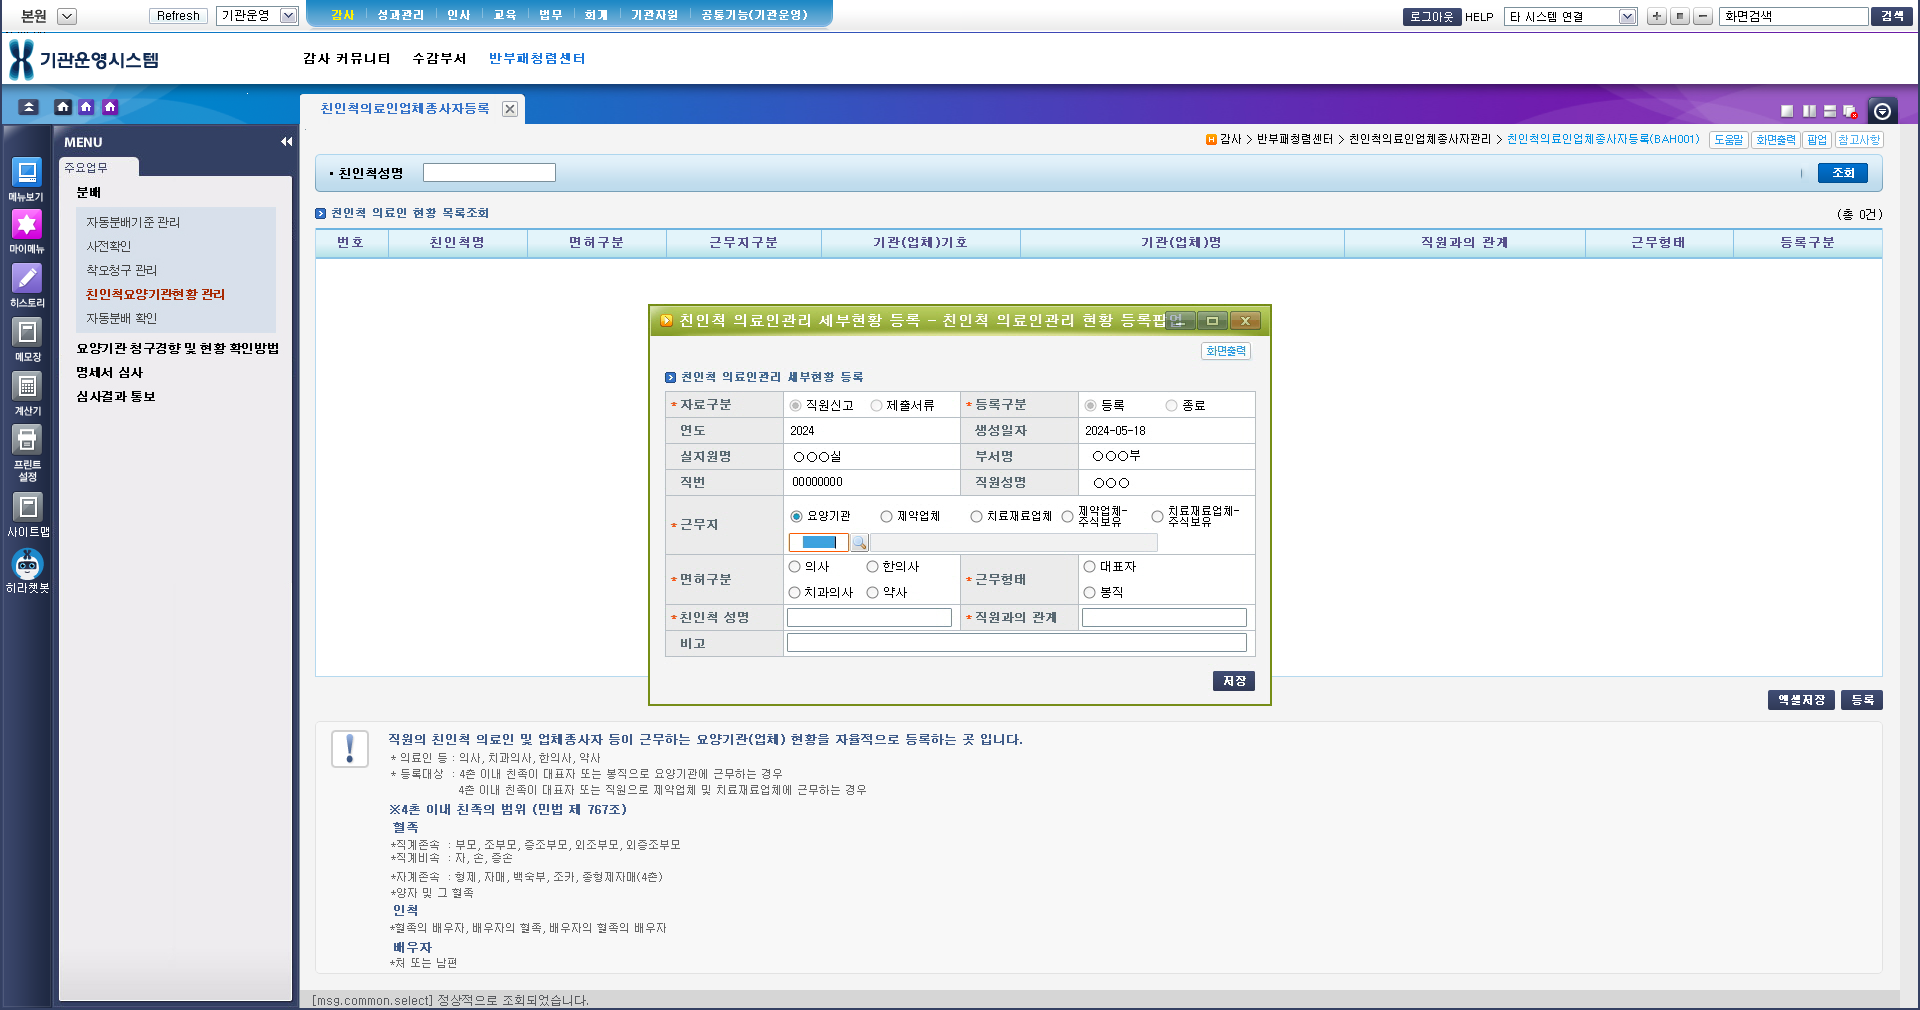 본원 Refresh 기관운영 감사 성과관리 인사 교육 법무 회계 기관자원 공통기능(기관운영) 로그아웃 HELP 타 시스템 연결 화면검색 검색
기관운영시스템 감사 커뮤니티 수감부서 반부패청렴센터
친인척의료인업체종사자등록
MENU
주요업무
분배
자동분배기준 관리
사전확인
착오청구 관리
친인척요양기관현황 관리
자동분배 확인
요양기관 청구경향 및 현황 확인방법
명세서 심사
심사결과 통보
메뉴보기
마이메뉴
히스토리
메모장
계산기
프린트
설정
사이트맵
히라챗봇
감사 > 반부패청렴센터 > 친인척의료인업체종사자관리 > 친인척의료인업체종사자등록(BAH001) 도움말 화면출력 팝업 참고사항
• 친인척성명 조회
친인척 의료인 현황 목록조회 (총 0건)
번호 친인척명 면허구분 근무지구분 기관(업체)기호 기관(업체)명 직원과의 관계 근무형태 등록구분
친인척 의료인관리 세부현황 등록 - 친인척 의료인관리 현황 등록팝업
화면출력
친인척 의료인관리 세부현황 등록
*자료구분 직원신고 제출서류 *등록구분 등록 종료
연도 2024 생성일자 2024-05-18
실지원명 ○○○실 부서명 ○○○부
직번 00000000 직원성명 ○○○
*근무지 요양기관 제약업체 치료재료업체 제약업체-주식보유 치료재료업체-주식보유
*면허구분 의사 한의사 *근무형태 대표자
치과의사 약사 봉직
*친인척 성명 *직원과의 관계
비고
저장
엑셀저장 등록
직원의 친인척 의료인 및 업체종사자 등이 근무하는 요양기관(업체) 현황을 자율적으로 등록하는 곳 입니다.
* 의료인 등 : 의사, 치과의사, 한의사, 약사
* 등록대상 : 4촌 이내 친족이 대표자 또는 봉직으로 요양기관에 근무하는 경우
4촌 이내 친족이 대표자 또는 직원으로 제약업체 및 치료재료업체에 근무하는 경우
※4촌 이내 친족의 범위 (민법 제 767조)
혈족
*직계존속 : 부모, 조부모, 증조부모, 외조부모, 외증조부모
*직계비속 : 자, 손, 증손
*자계존속 : 형제, 자매, 백숙부, 조카, 종형제자매(4촌)
*양자 및 그 혈족
인척
*혈족의 배우자, 배우자의 혈족, 배우자의 혈족의 배우자
배우자
*처 또는 남편
[msg.common.select] 정상적으로 조회되었습니다.